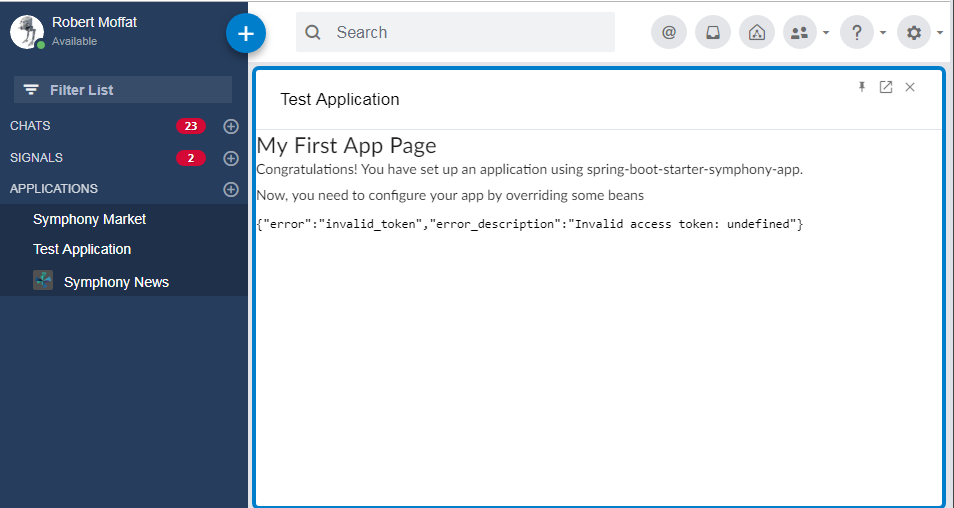 Robert Moffat
Available
+
Search
@
?
Filter List
CHATS 23
SIGNALS 2
APPLICATIONS
Symphony Market
Test Application
Symphony News
Test Application
My First App Page
Congratulations! You have set up an application using spring-boot-starter-symphony-app.
Now, you need to configure your app by overriding some beans
{"error":"invalid_token","error_description":"Invalid access token: undefined"}